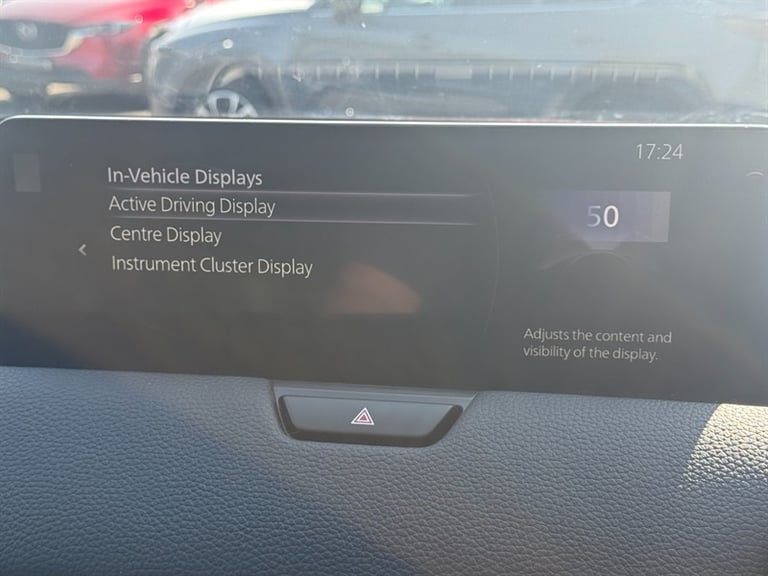 17:24
In-Vehicle Displays
Active Driving Display
Centre Display
Instrument Cluster Display
50
Adjusts the content and
visibility of the display.